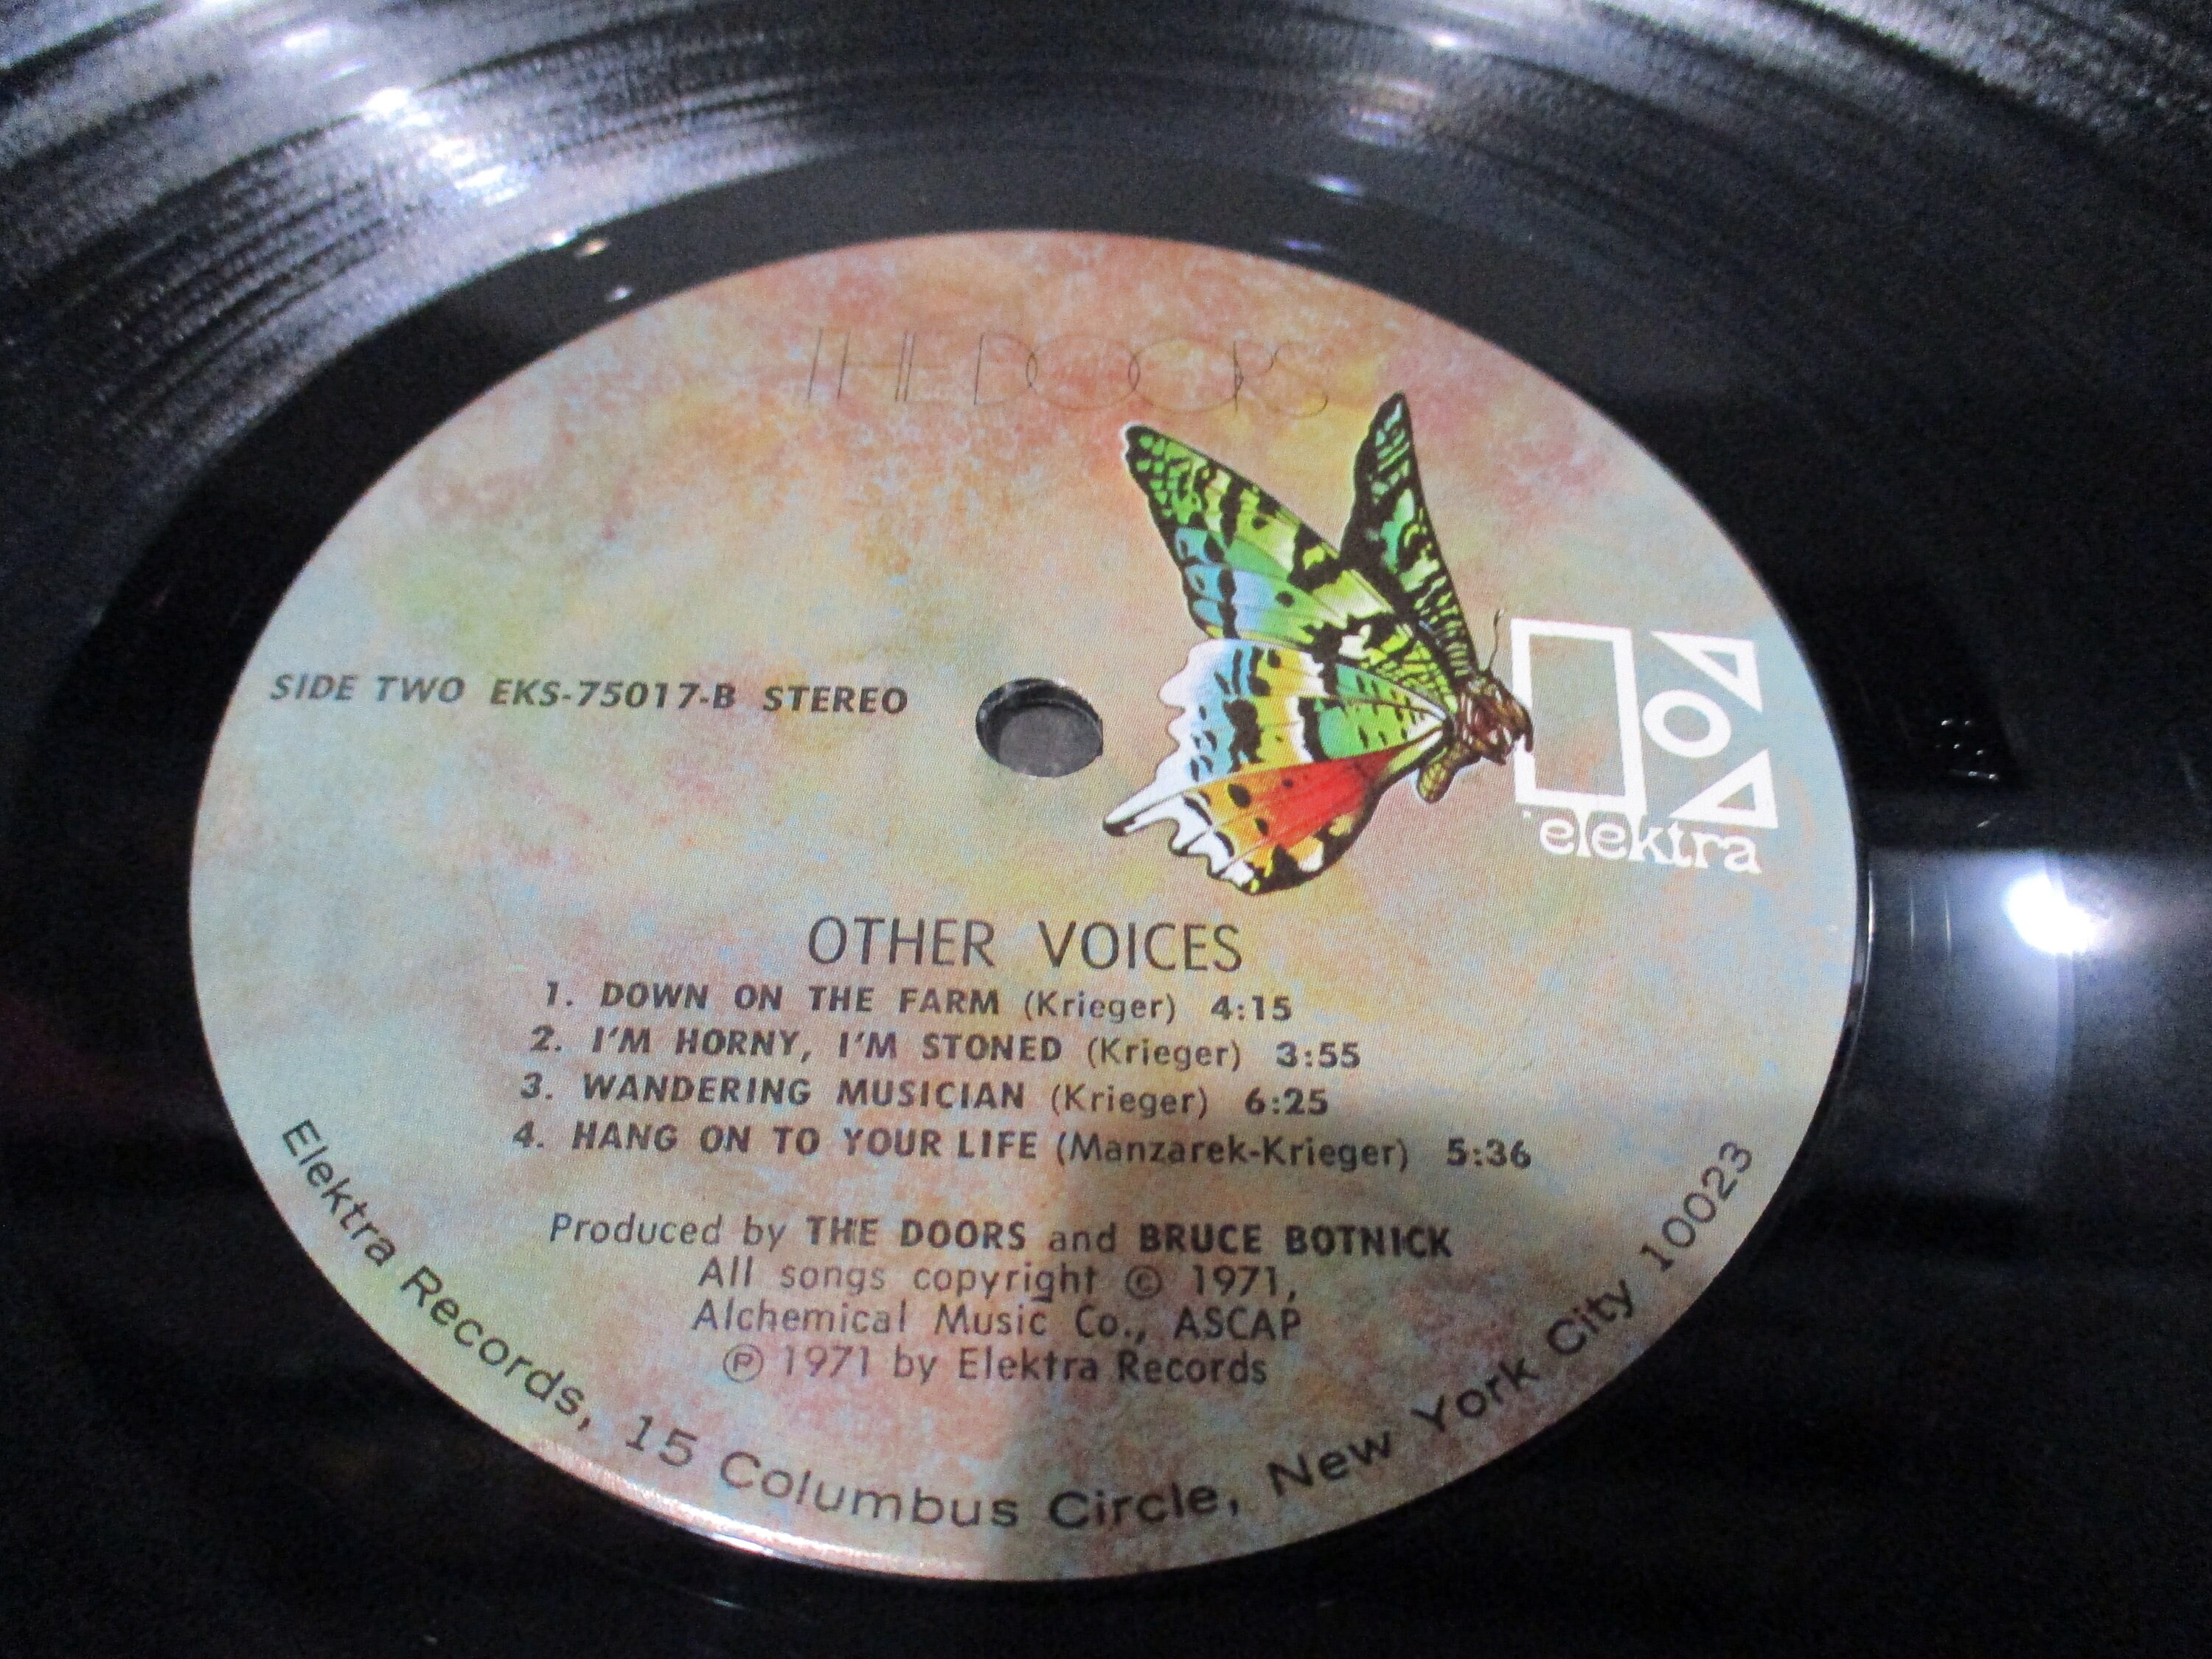 THE DOORS
SIDE TWO EKS-75017-B STEREO
elektra
OTHER VOICES
1. DOWN ON THE FARM (Krieger) 4:15
2. I'M HORNY, I'M STONED (Krieger) 3:55
3. WANDERING MUSICIAN (Krieger) 6:25
4. HANG ON TO YOUR LIFE (Manzarek-Krieger) 5:36
Produced by THE DOORS and BRUCE BOTNICK
All songs copyright © 1971,
Alchemical Music Co., ASCAP
℗ 1971 by Elektra Records
Elektra Records, 15 Columbus Circle, New York City 10023